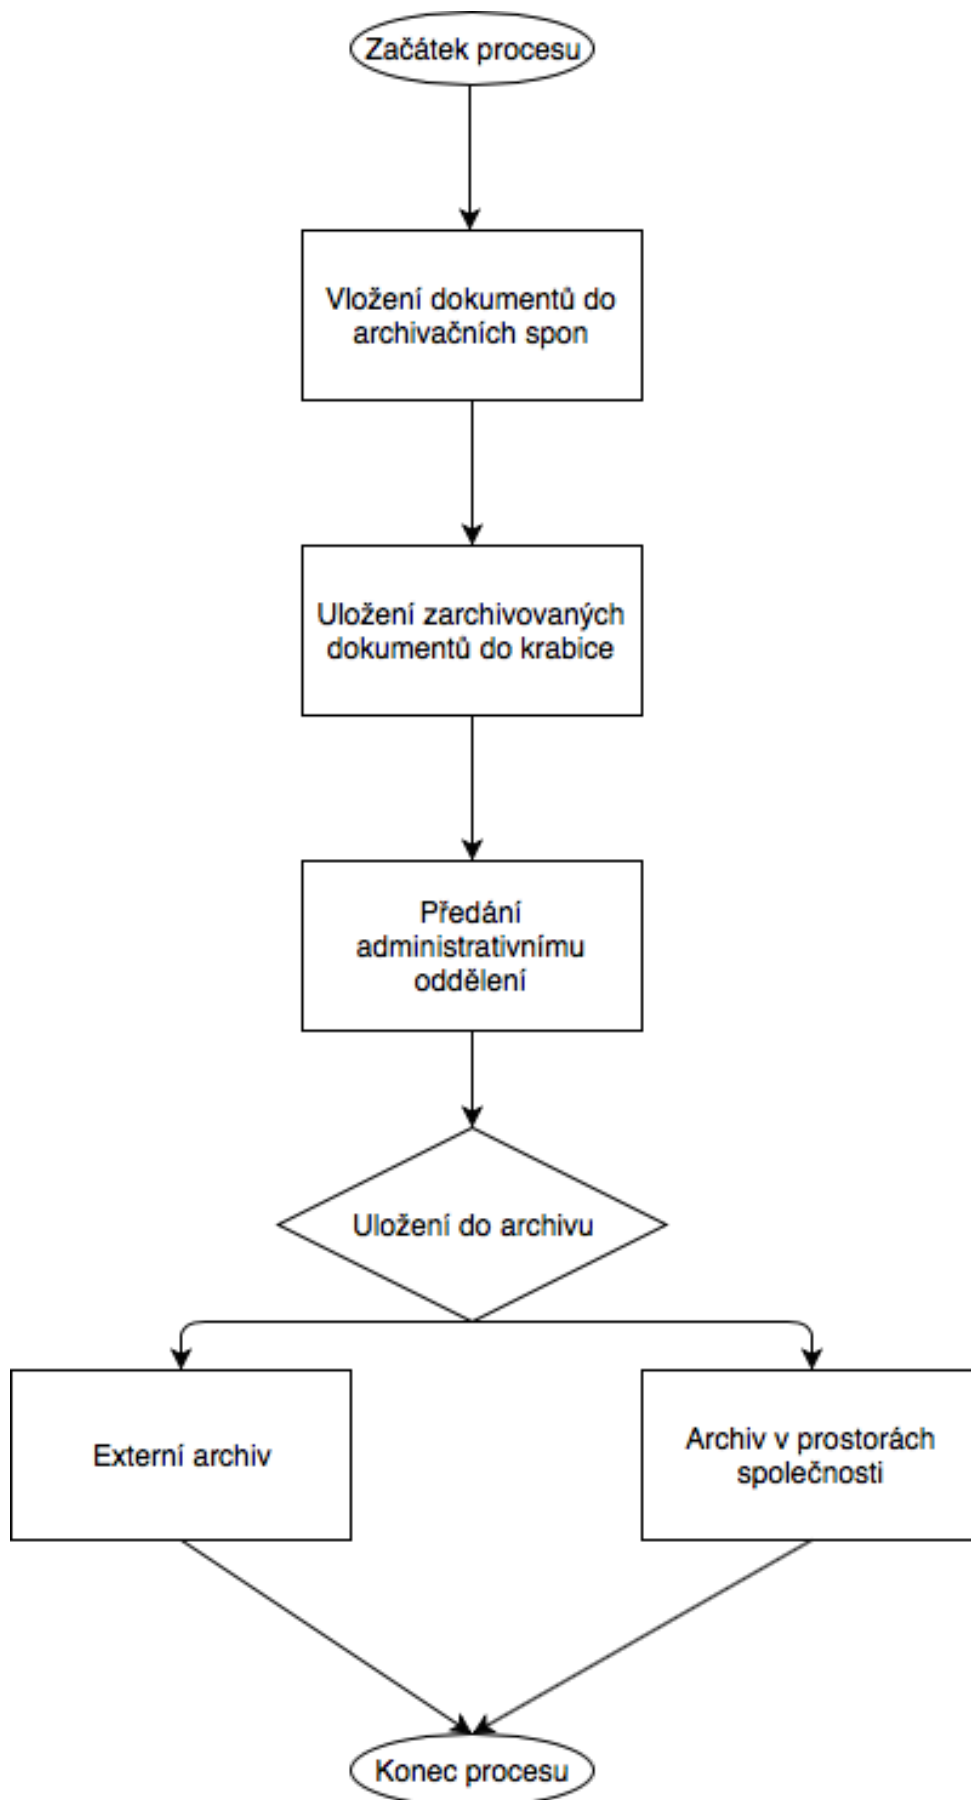 Začátek procesu
Vložení dokumentů do
archivačních spon
Uložení zarchivovaných
dokumentů do krabice
Předání
administrativnímu
oddělení
Uložení do archivu
Externí archiv
Archiv v prostorách
společnosti
Konec procesu